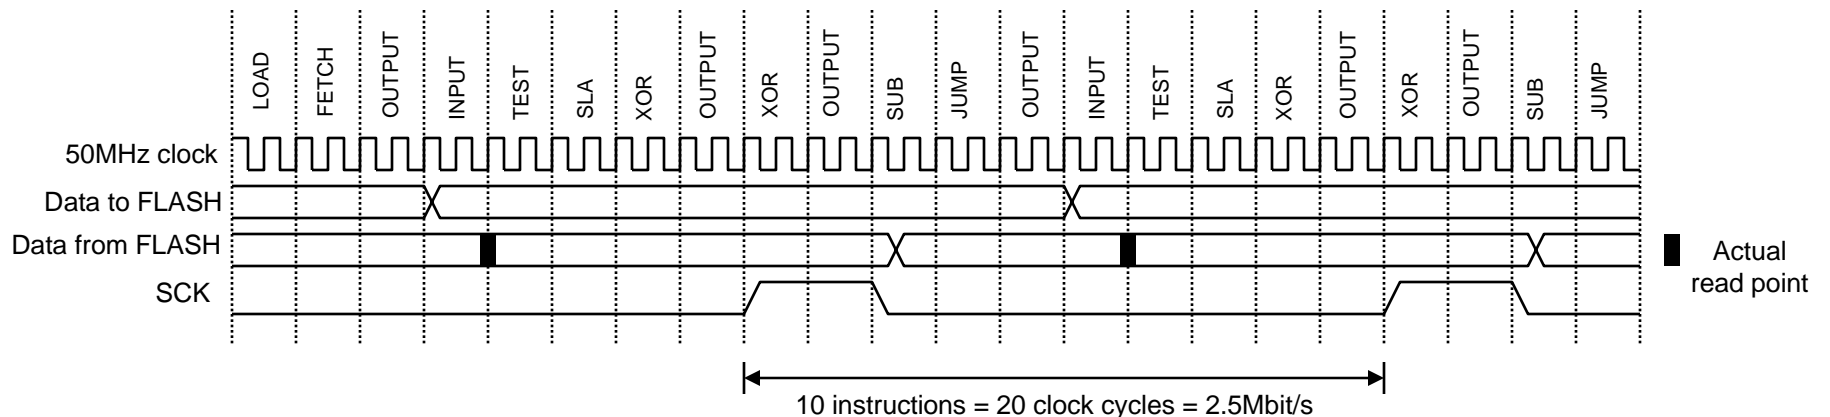 LOAD
FETCH
OUTPUT
INPUT
TEST
SLA
XOR
OUTPUT
XOR
OUTPUT
SUB
JUMP
OUTPUT
INPUT
TEST
SLA
XOR
OUTPUT
XOR
OUTPUT
SUB
JUMP
50MHz clock
Data to FLASH
Data from FLASH
SCK
Actual
read point
10 instructions = 20 clock cycles = 2.5Mbit/s